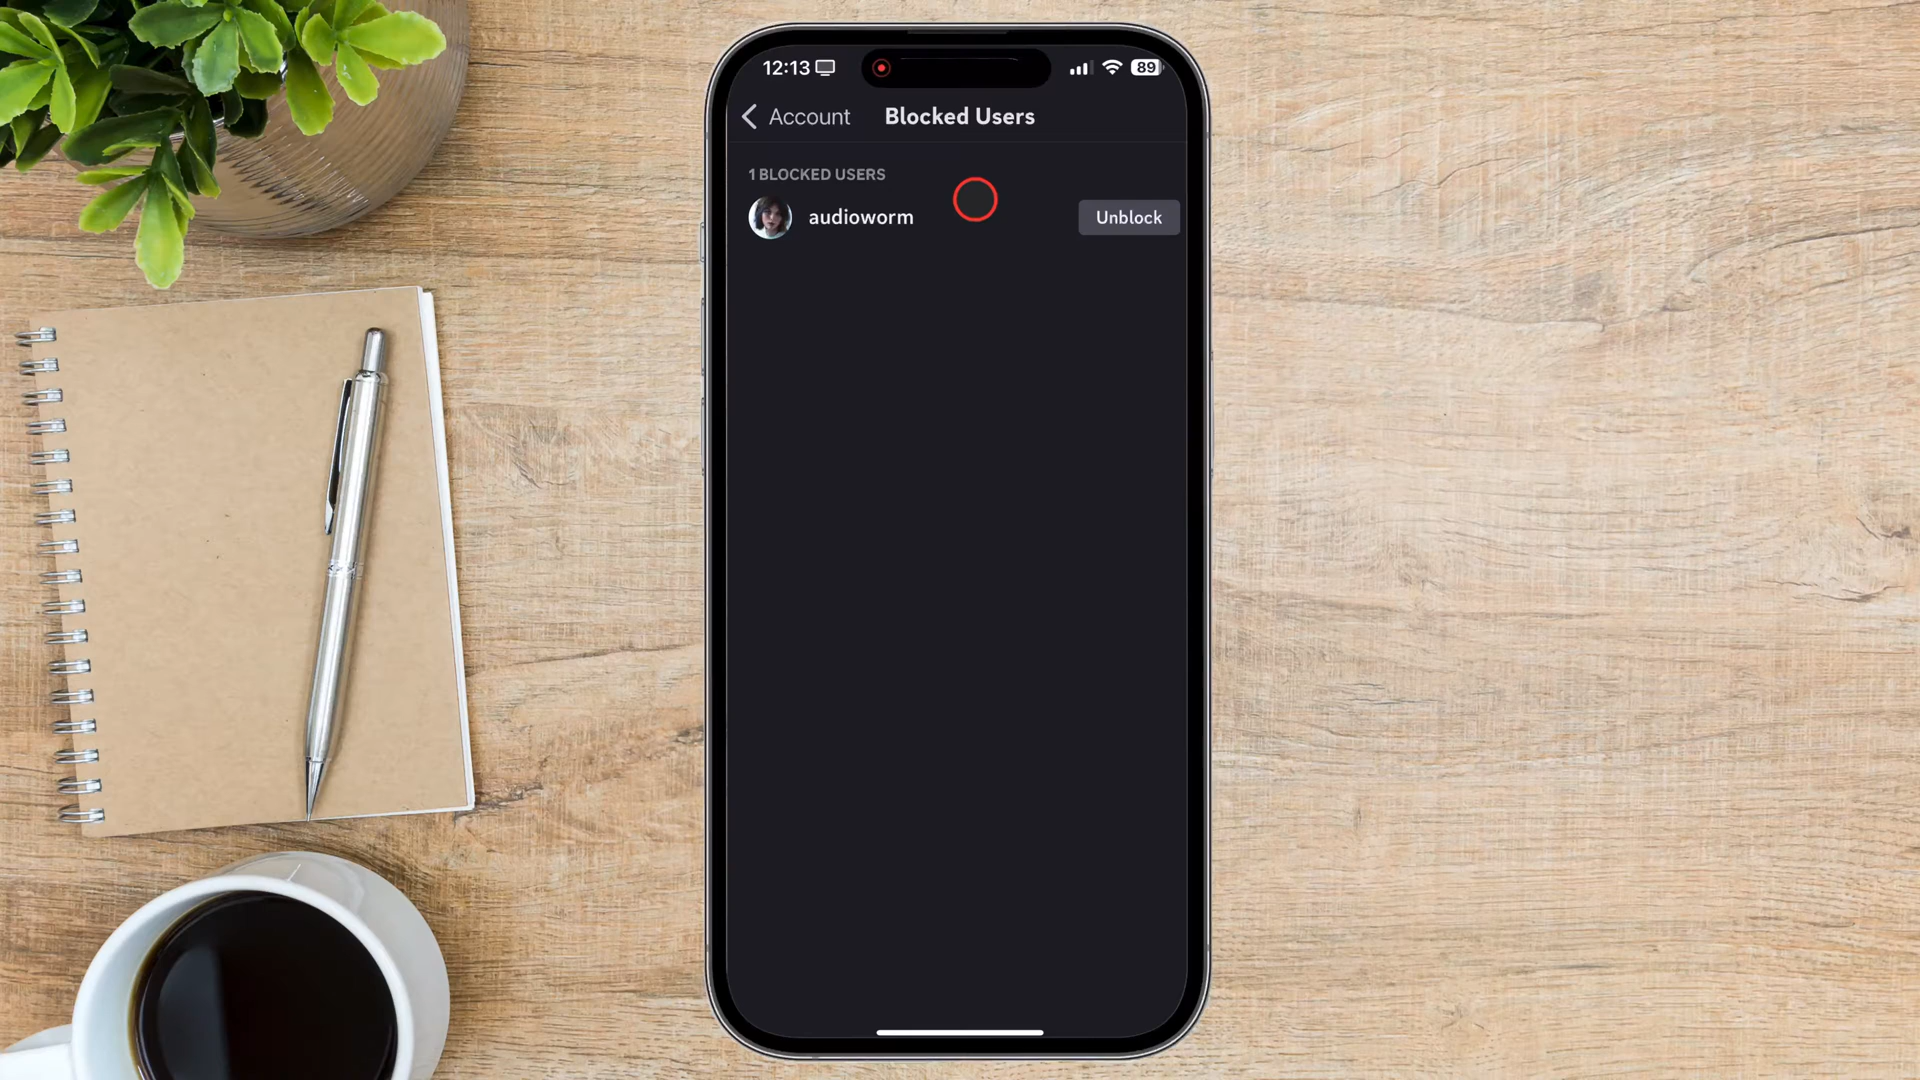 12:13
89
Account
Blocked Users
1 BLOCKED USERS
audioworm
Unblock